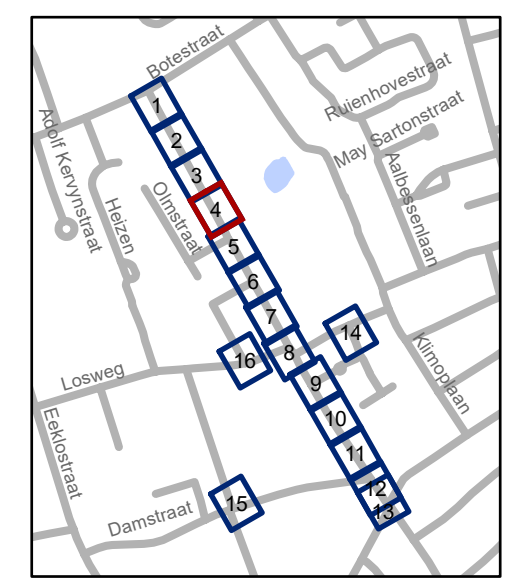 Botestraat
1
2
3
4
5
6
7
8
9
10
11
12
13
14
15
16
Adolf Kervynstraat
Heizen
Olmstraat
Ruienhovestraat
May Sartonstraat
Aalbessenlaan
Klimoplaan
Losweg
Eeklostraat
Damstraat